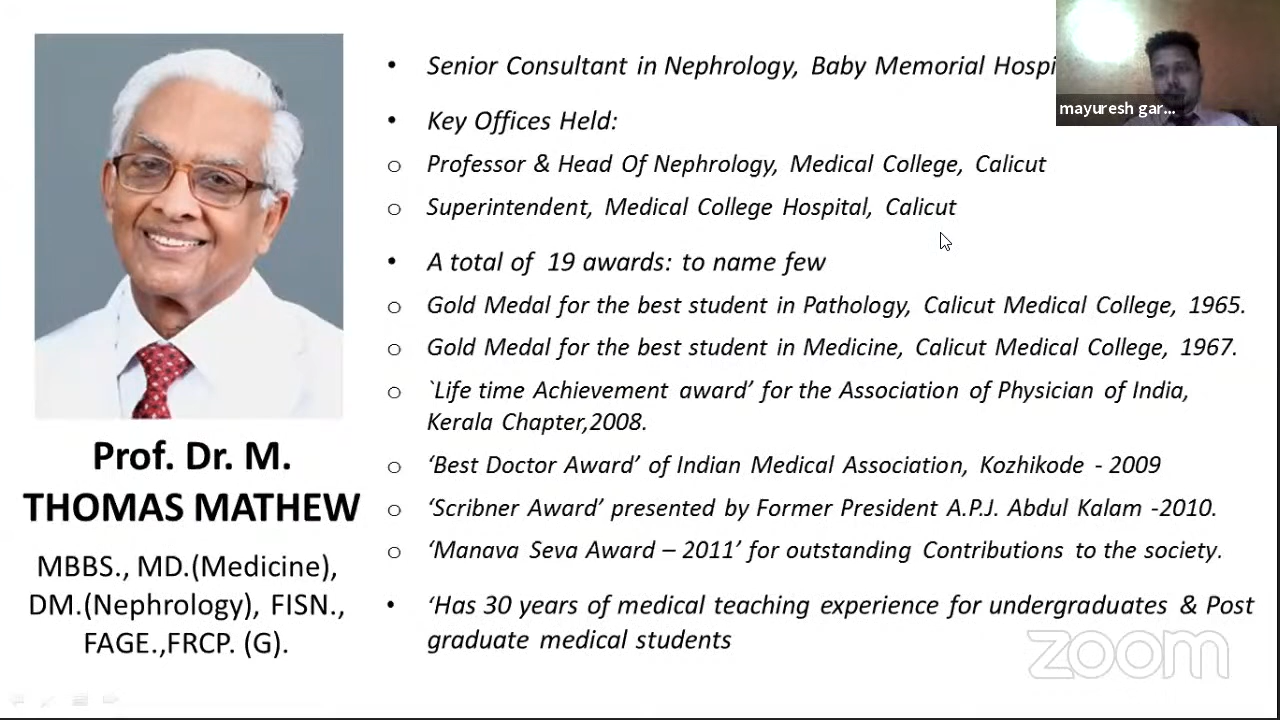 Senior Consultant in Nephrology, Baby Memorial
mayuresh gar...
Key Offices Held:
Professor & Head Of Nephrology, Medical College, Calicut
Superintendent, Medical College Hospital, Calicut
A total of 19 awards: to name few
Gold Medal for the best student in Pathology, Calicut Medical College, 1965.
Gold Medal for the best student in Medicine, Calicut Medical College, 1967.
`Life time Achievement award’ for the Association of Physician of India,
Kerala Chapter,2008.
‘Best Doctor Award’ of Indian Medical Association, Kozhikode - 2009
‘Scribner Award’ presented by Former President A.P.J. Abdul Kalam -2010.
‘Manava Seva Award – 2011’ for outstanding Contributions to the society.
‘Has 30 years of medical teaching experience for undergraduates & Post
graduate medical students
Prof. Dr. M.
THOMAS MATHEW
MBBS., MD.(Medicine),
DM.(Nephrology), FISN.,
FAGE.,FRCP. (G).
zoom